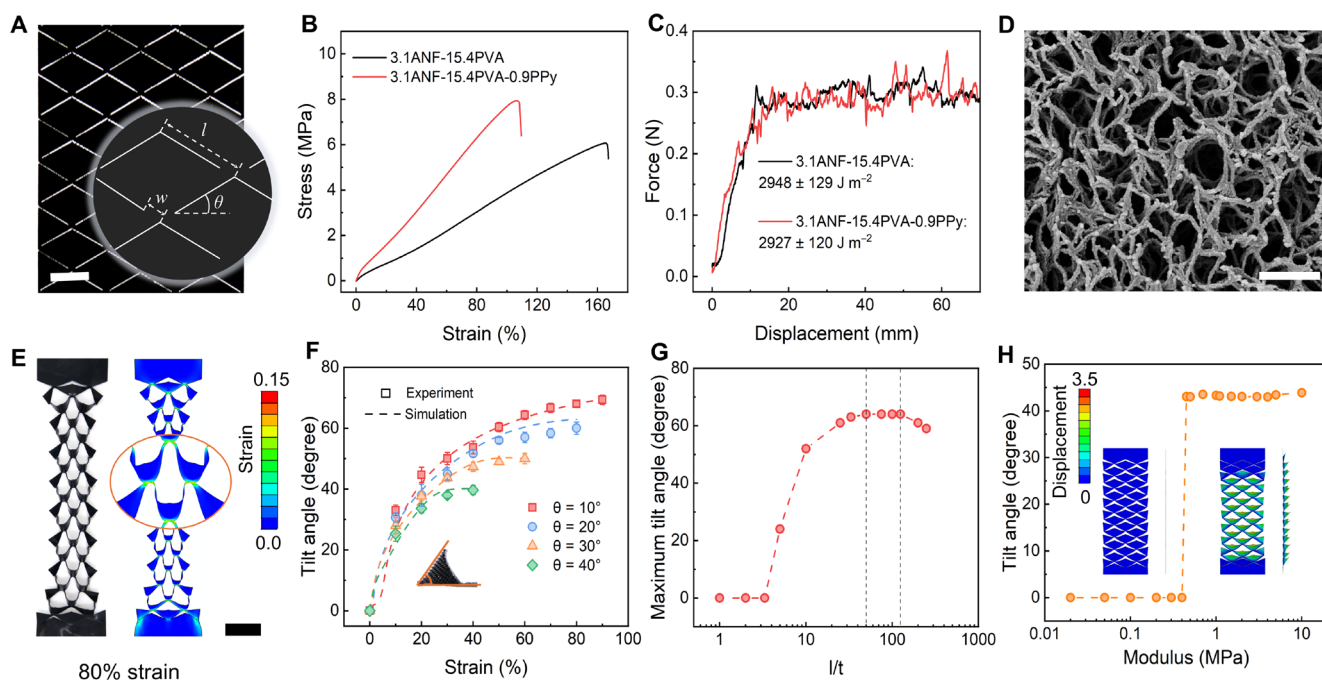 A
l
w
θ
B
10
8
6
4
2
0
Stress (MPa)
3.1ANF-15.4PVA
3.1ANF-15.4PVA-0.9PPy
0 40 80 120 160
Strain (%)
C
0.4
0.3
0.2
0.1
0.0
Force (N)
3.1ANF-15.4PVA:
2948 ± 129 J m⁻²
3.1ANF-15.4PVA-0.9PPy:
2927 ± 120 J m⁻²
0 20 40 60
Displacement (mm)
D
E
0.15
Strain
0.0
80% strain
F
80
60
40
20
0
Tilt angle (degree)
Experiment
Simulation
θ = 10°
θ = 20°
θ = 30°
θ = 40°
0 20 40 60 80 100
Strain (%)
G
80
60
40
20
0
Maximum tilt angle (degree)
1 10 100 1000
l/t
H
50
40
30
20
10
0
Tilt angle (degree)
3.5
Displacement
0
0.01 0.1 1 10
Modulus (MPa)